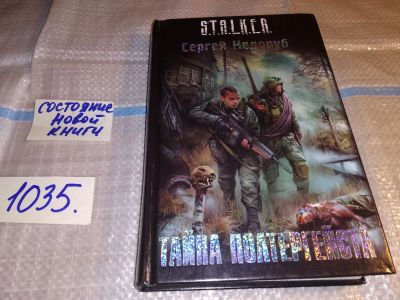 S.T.A.L.K.E.R.
Сергей Недоруб
ТАЙНА ПОЛТЕРГЕЙСТА
состояние
новой
книги
1035.